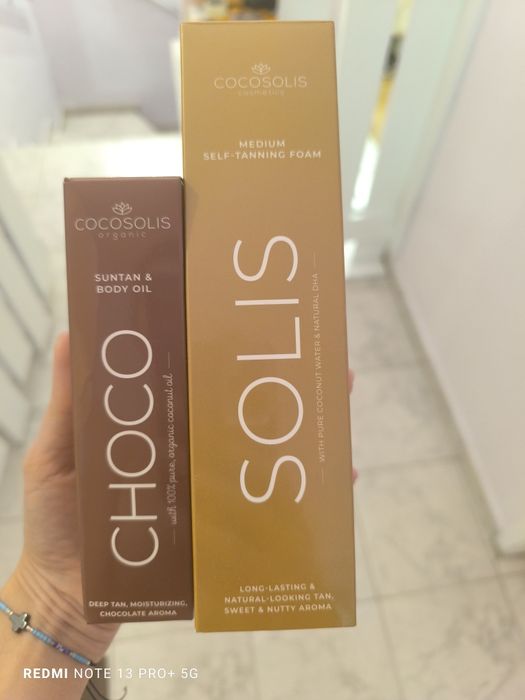 COCOSOLIS
organic
SUNTAN &
BODY OIL
CHOCO
with 100% pure, organic coconut oil
DEEP TAN, MOISTURIZING,
CHOCOLATE AROMA
COCOSOLIS
cosmetics
MEDIUM
SELF-TANNING FOAM
SOLIS
WITH PURE COCONUT WATER & NATURAL DHA
LONG-LASTING &
NATURAL-LOOKING TAN,
SWEET & NUTTY AROMA
REDMI NOTE 13 PRO+ 5G